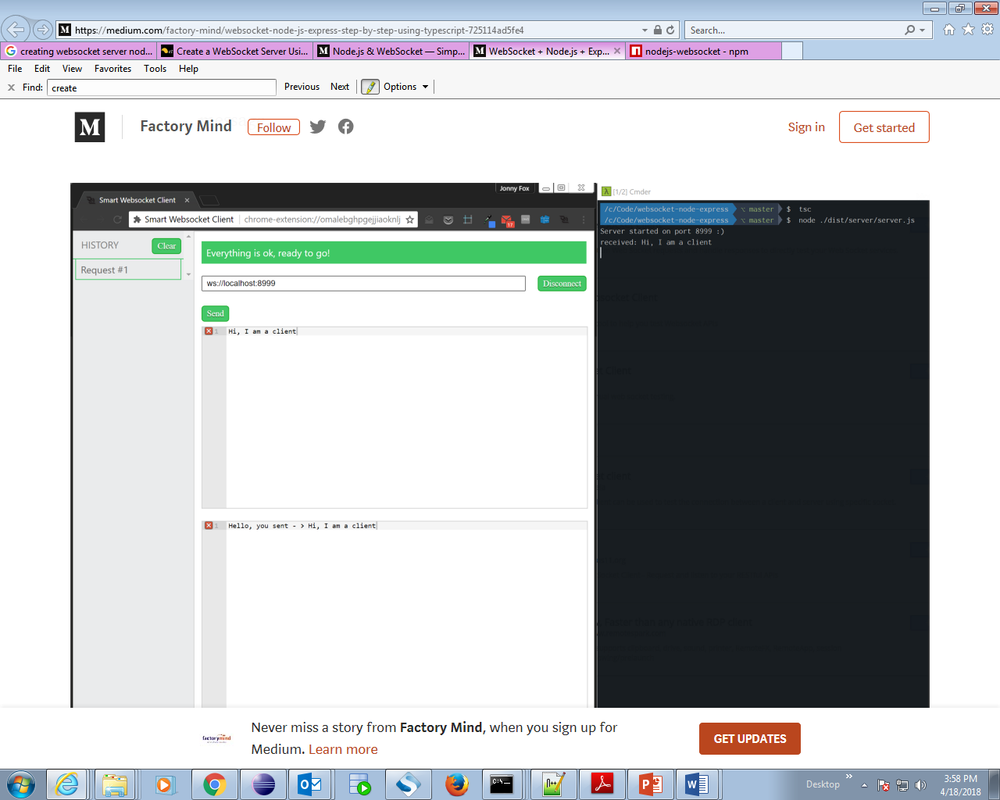 https://medium.com/factory-mind/websocket-node-js-express-step-by-step-using-typescript-725114ad5fe4
Search...
creating websocket server nod...
Create a WebSocket Server Usi...
Node.js & WebSocket — Simp...
WebSocket + Node.js + Exp...
nodejs-websocket - npm
File Edit View Favorites Tools Help
Find: create Previous Next Options
M Factory Mind Follow Sign in Get started
Jonny Fox
Smart Websocket Client
Smart Websocket Client chrome-extension://omalebghpgejjiaoknlj
HISTORY Clear
Request #1
Everything is ok, ready to go!
ws://localhost:8999 Disconnect
Send
1 Hi, I am a client
1 Hello, you sent - > Hi, I am a client
λ [1/2] Cmder
/c/Code/websocket-node-express master $ tsc
/c/Code/websocket-node-express master $ node ./dist/server/server.js
Server started on port 8999 :)
received: Hi, I am a client
factorymind
Never miss a story from Factory Mind, when you sign up for
Medium. Learn more
GET UPDATES
Desktop
3:58 PM
4/18/2018